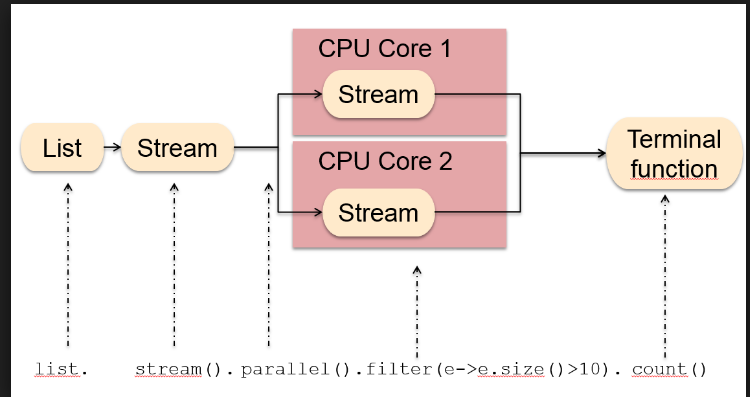 CPU Core 1
Stream
List
Stream
CPU Core 2
Stream
Terminal
function
list. stream().parallel().filter(e->e.size()>10). count()